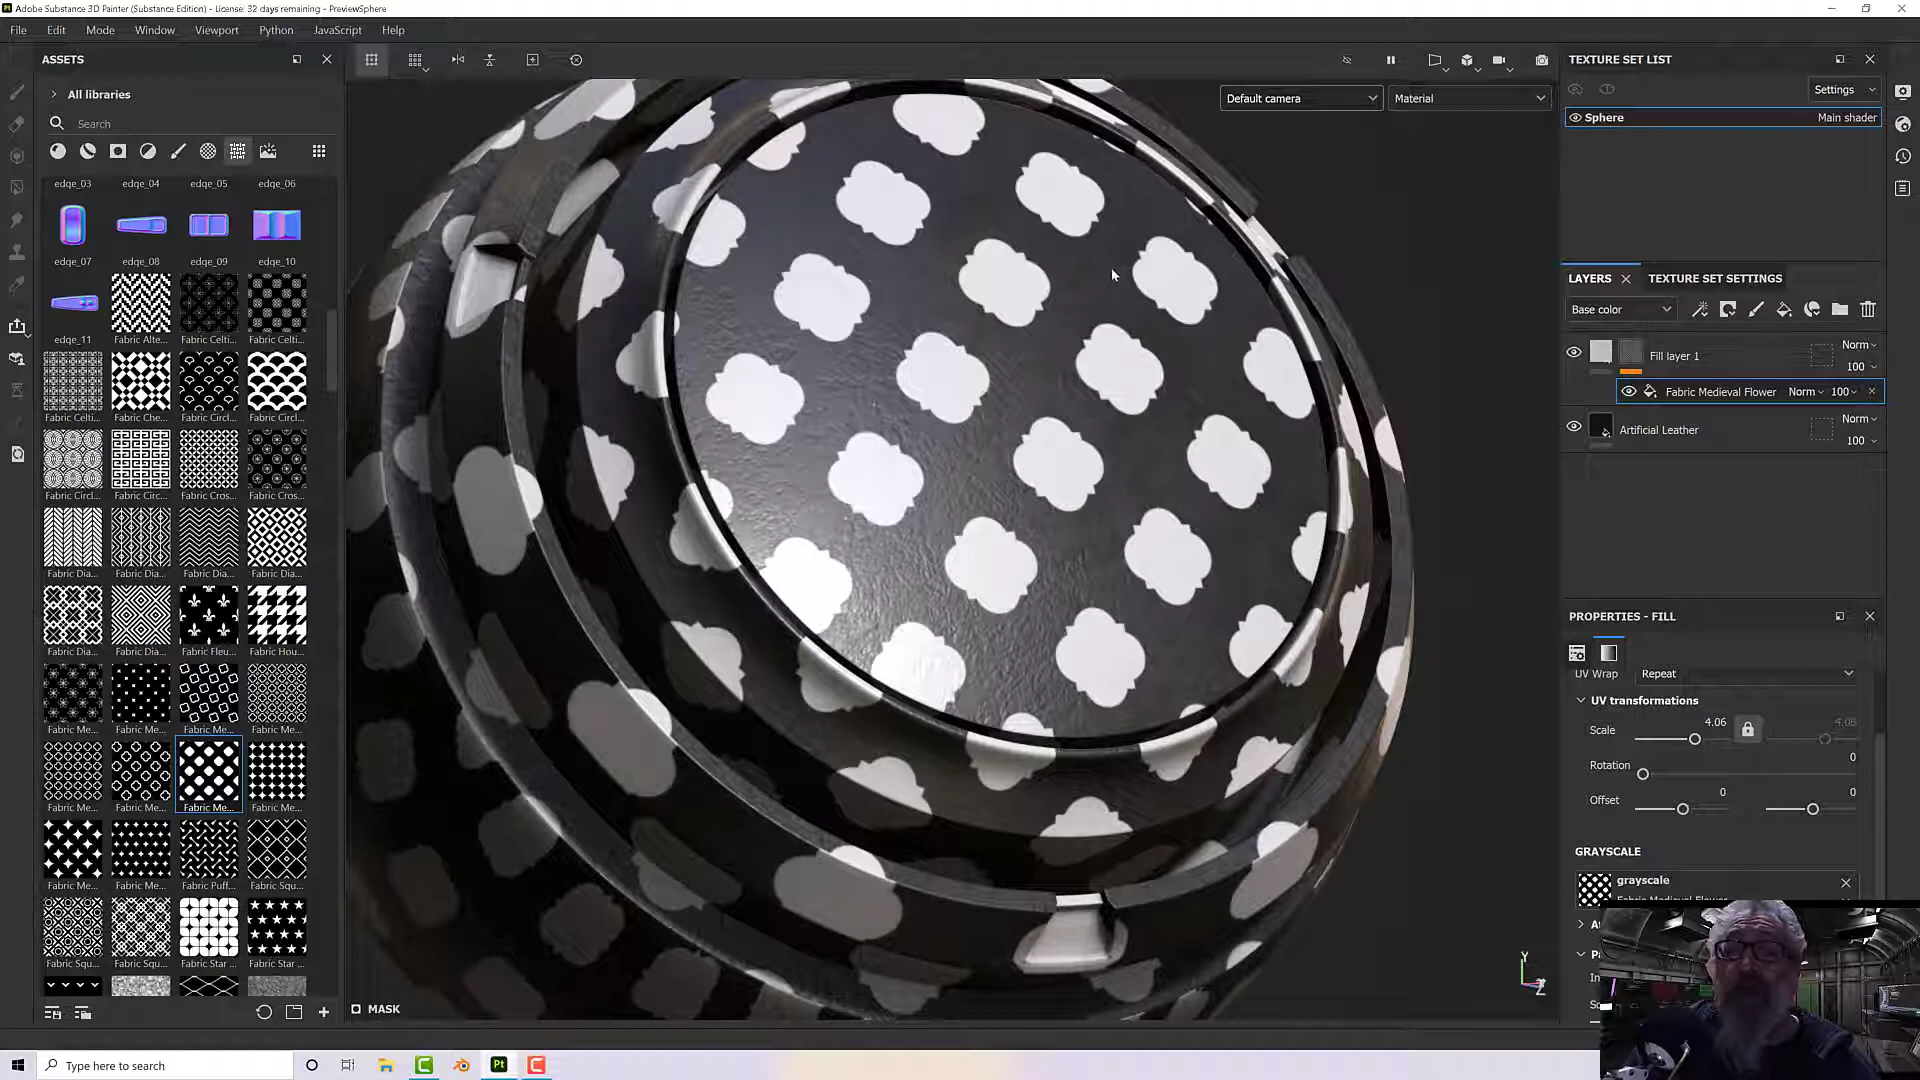 Adobe Substance 3D Painter (Substance Edition) - License: 32 days remaining - PreviewSphere
File Edit Mode Window Viewport Python JavaScript Help
ASSETS
All libraries
Search
edge_03 edge_04 edge_05 edge_06
edge_07 edge_08 edge_09 edge_10
edge_11 Fabric Alte... Fabric Celti... Fabric Celti...
Fabric Celti... Fabric Che... Fabric Circl... Fabric Circl...
Fabric Circl... Fabric Circ... Fabric Cros... Fabric Cros...
Fabric Dia... Fabric Dia... Fabric Dia... Fabric Dia...
Fabric Dia... Fabric Dia... Fabric Fleu... Fabric Hou...
Fabric Me... Fabric Me... Fabric Me... Fabric Me...
Fabric Me... Fabric Me... Fabric Me... Fabric Me...
Fabric Me... Fabric Me... Fabric Puff... Fabric Squ...
Fabric Squ... Fabric Squ... Fabric Star ... Fabric Star ...
Default camera
Material
MASK
Y
Z
TEXTURE SET LIST
Settings
Sphere Main shader
LAYERS TEXTURE SET SETTINGS
Base color
Fill layer 1 Norm
100
Fabric Medieval Flower Norm 100
Artificial Leather Norm
100
PROPERTIES - FILL
UV Wrap Repeat
UV transformations
Scale 4.06 4.06
Rotation 0
Offset 0 0
GRAYSCALE
grayscale
Fabric Medieval Flower
Type here to search
Pt